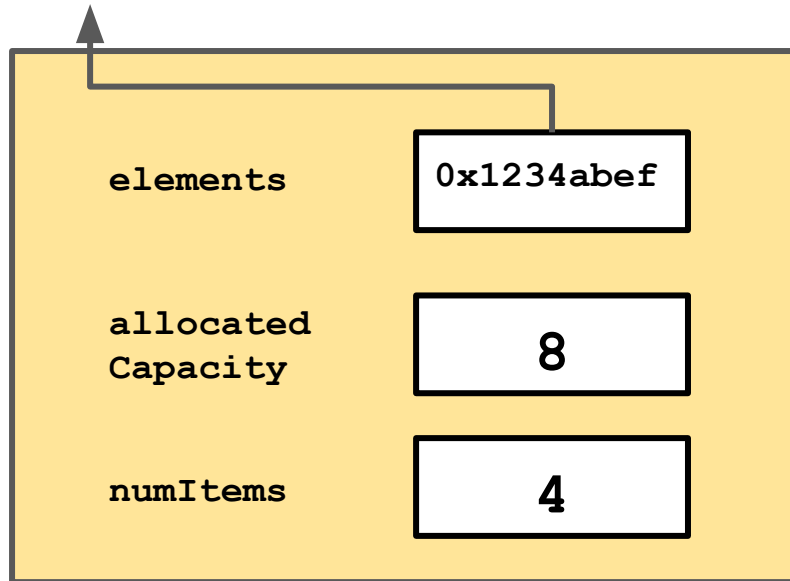 elements
0x1234abef
allocated
Capacity
8
numItems
4